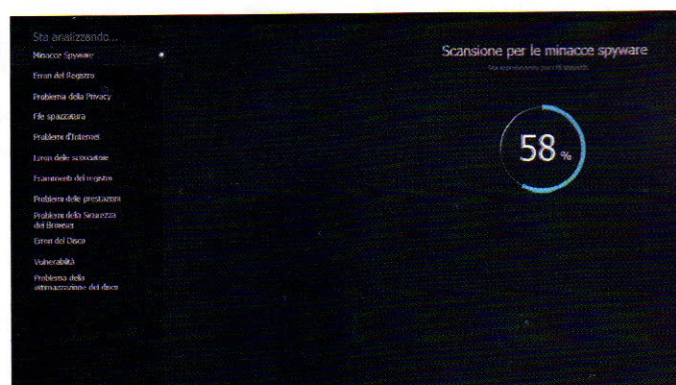 Sta analizzando...
Minacce Spyware
Errori del Registro
Problema della Privacy
File spazzatura
Problemi d'Internet
Errori delle scorciatoie
Frammenti del registro
Problemi delle prestazioni
Problemi della Sicurezza
del Browser
Errori del Disco
Vulnerabilità
Problema della
ottimizzazione del disco
Scansione per le minacce spyware
58 %